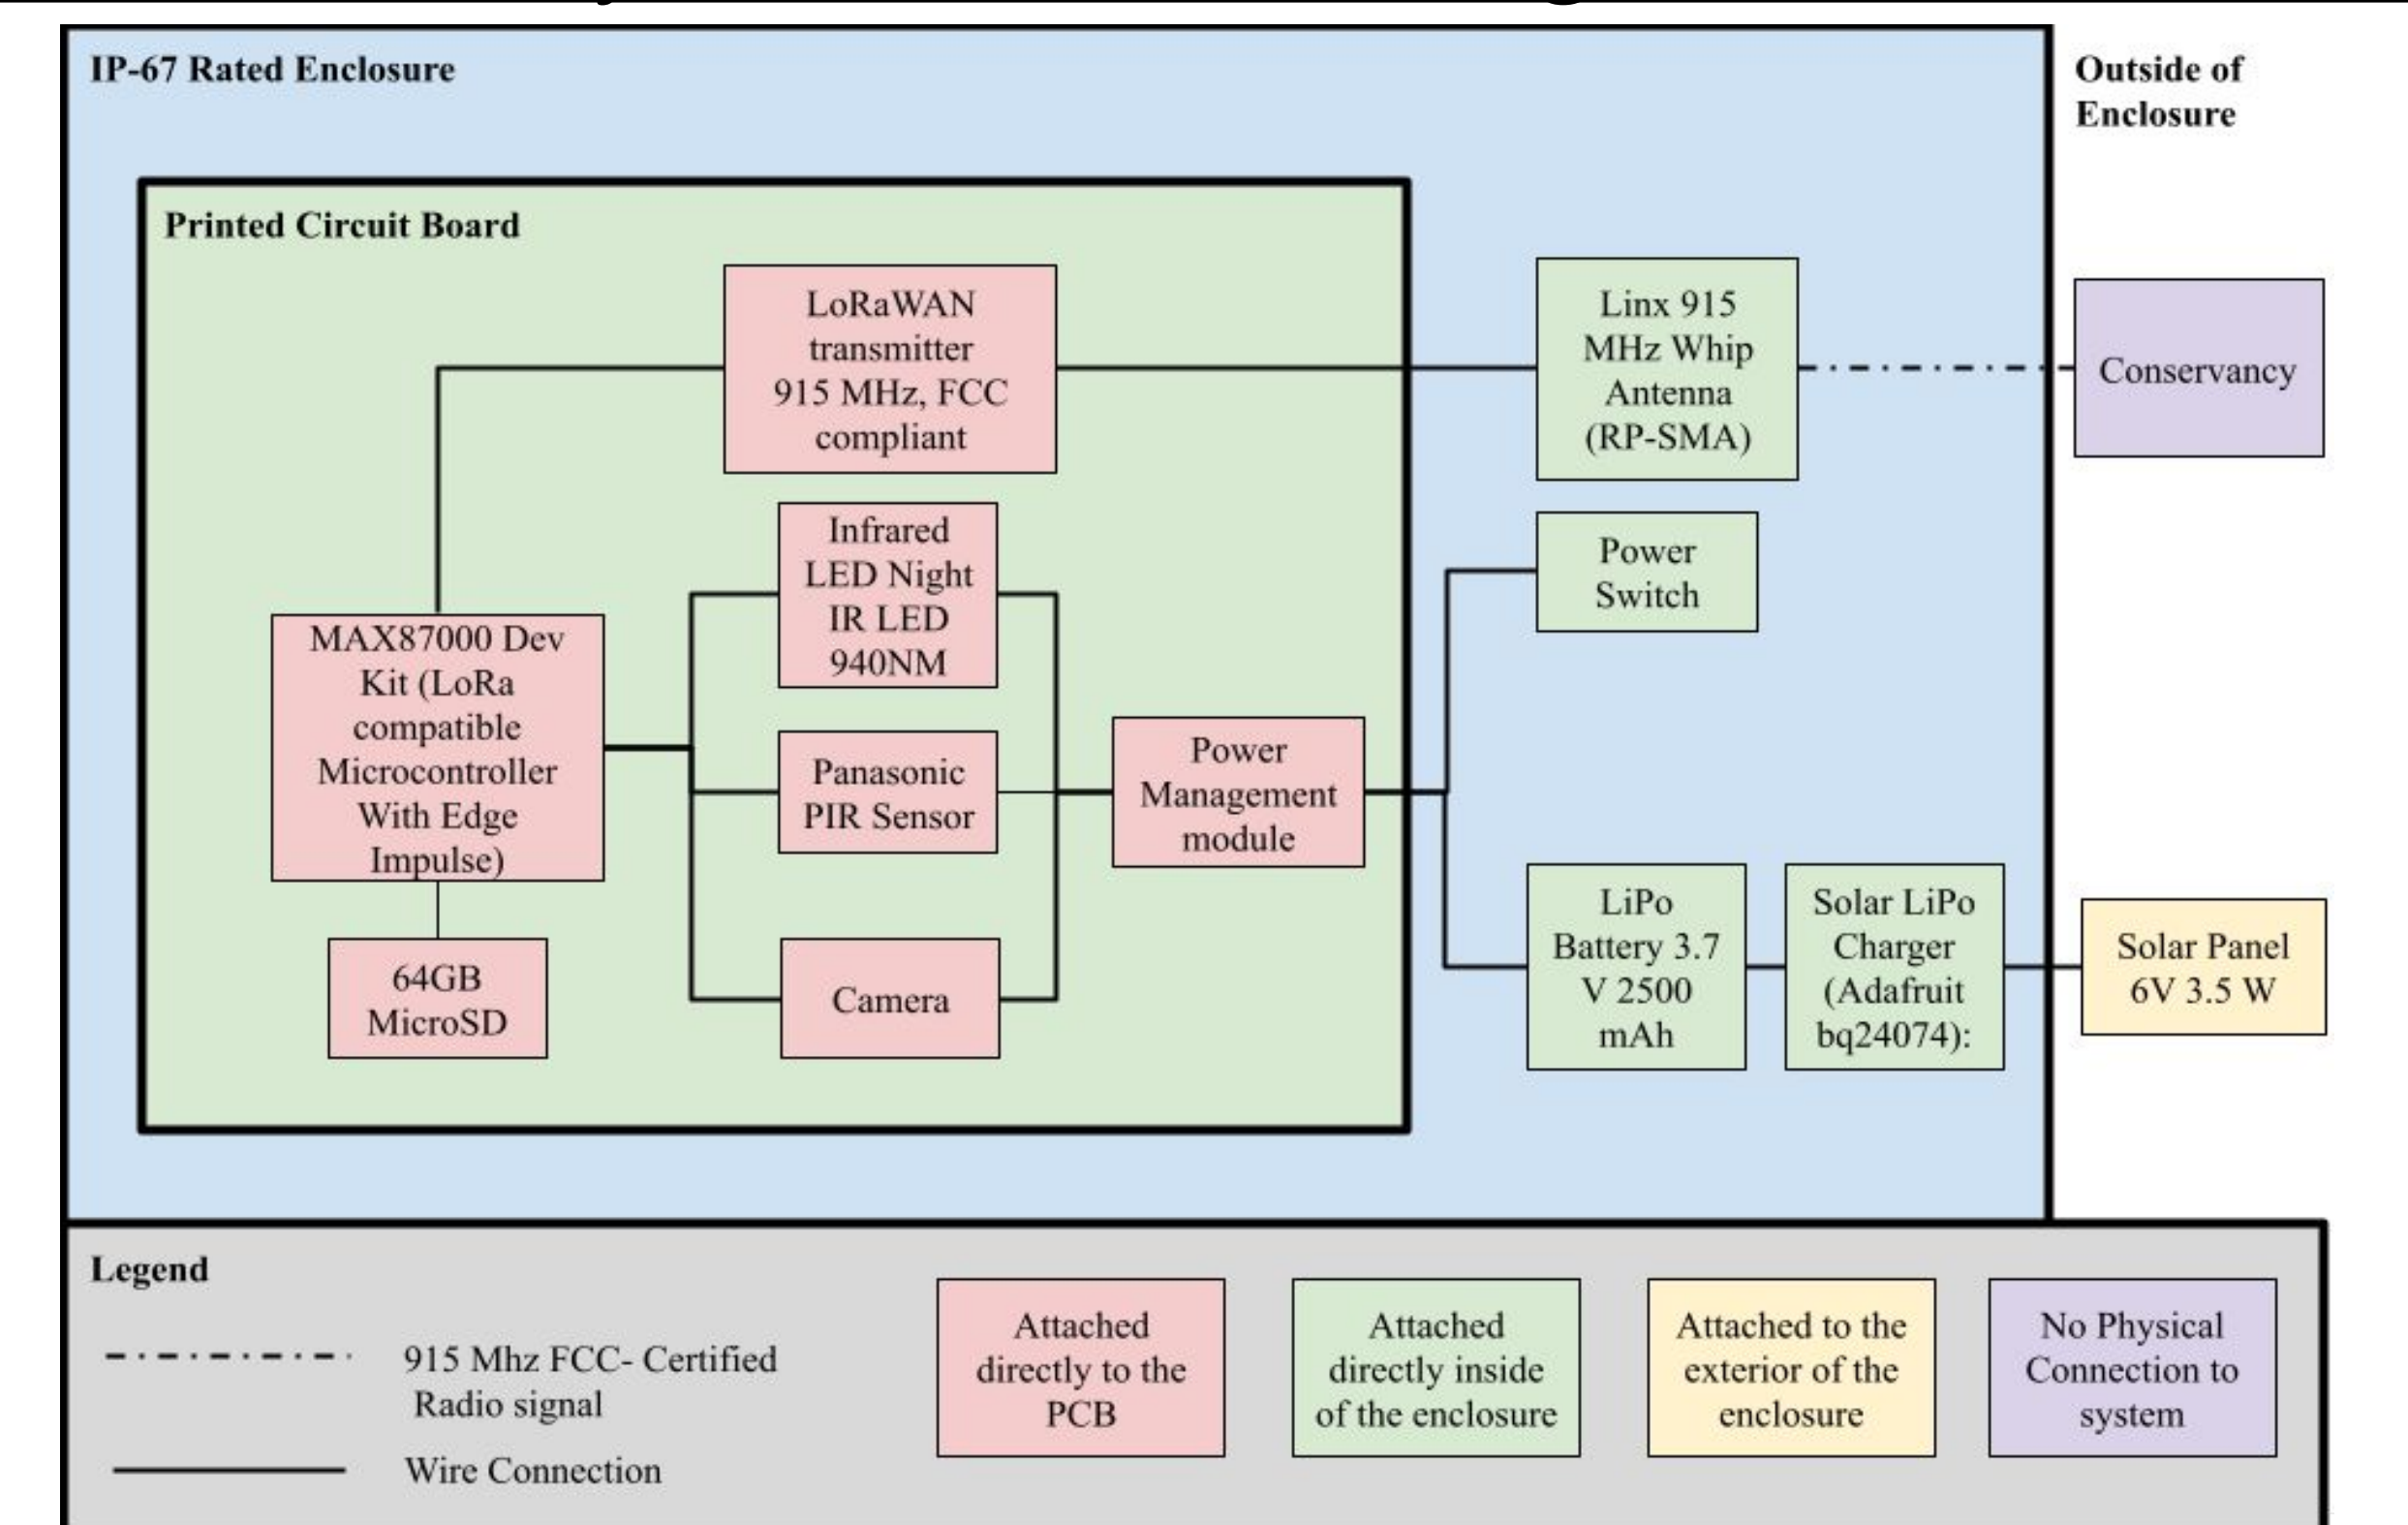 IP-67 Rated Enclosure
Outside of
Enclosure
Printed Circuit Board
LoRaWAN
transmitter
915 MHz, FCC
compliant
Linx 915
MHz Whip
Antenna
(RP-SMA)
Conservancy
Infrared
LED Night
IR LED
940NM
Power
Switch
MAX87000 Dev
Kit (LoRa
compatible
Microcontroller
With Edge
Impulse)
Panasonic
PIR Sensor
Power
Management
module
64GB
MicroSD
Camera
LiPo
Battery 3.7
V 2500
mAh
Solar LiPo
Charger
(Adafruit
bq24074):
Solar Panel
6V 3.5 W
Legend
915 Mhz FCC- Certified
Radio signal
Wire Connection
Attached
directly to the
PCB
Attached
directly inside
of the enclosure
Attached to the
exterior of the
enclosure
No Physical
Connection to
system